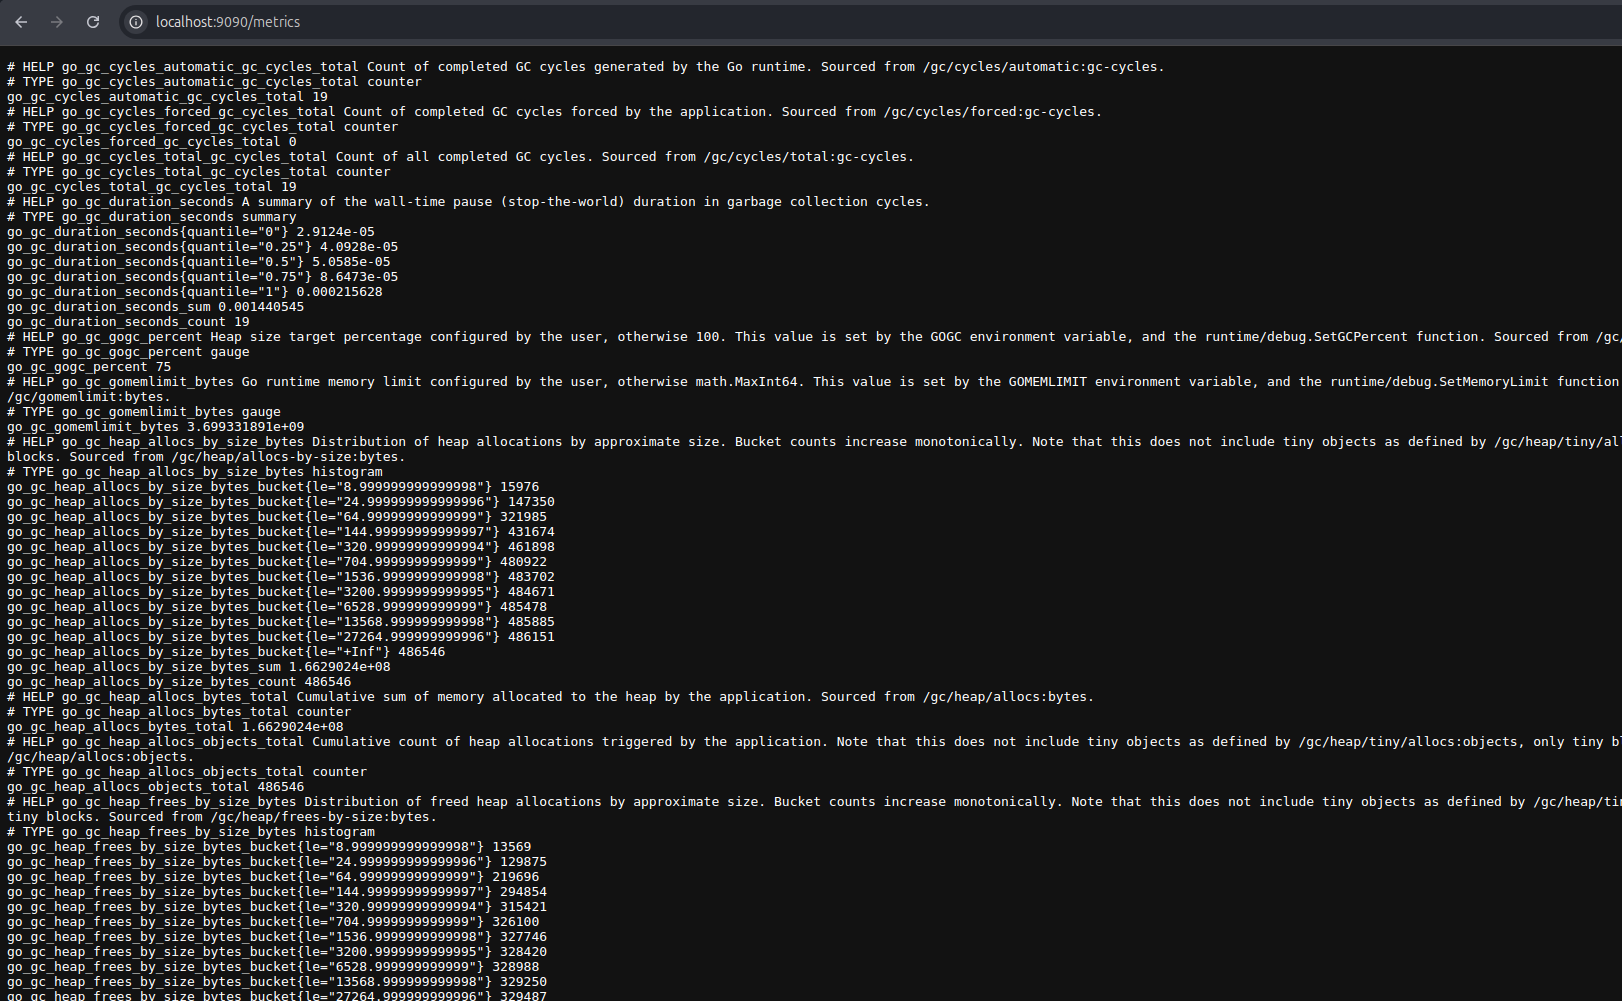 localhost:9090/metrics
# HELP go_gc_cycles_automatic_gc_cycles_total Count of completed GC cycles generated by the Go runtime. Sourced from /gc/cycles/automatic:gc-cycles.
# TYPE go_gc_cycles_automatic_gc_cycles_total counter
go_gc_cycles_automatic_gc_cycles_total 19
# HELP go_gc_cycles_forced_gc_cycles_total Count of completed GC cycles forced by the application. Sourced from /gc/cycles/forced:gc-cycles.
# TYPE go_gc_cycles_forced_gc_cycles_total counter
go_gc_cycles_forced_gc_cycles_total 0
# HELP go_gc_cycles_total_gc_cycles_total Count of all completed GC cycles. Sourced from /gc/cycles/total:gc-cycles.
# TYPE go_gc_cycles_total_gc_cycles_total counter
go_gc_cycles_total_gc_cycles_total 19
# HELP go_gc_duration_seconds A summary of the wall-time pause (stop-the-world) duration in garbage collection cycles.
# TYPE go_gc_duration_seconds summary
go_gc_duration_seconds{quantile="0"} 2.9124e-05
go_gc_duration_seconds{quantile="0.25"} 4.0928e-05
go_gc_duration_seconds{quantile="0.5"} 5.0585e-05
go_gc_duration_seconds{quantile="0.75"} 8.6473e-05
go_gc_duration_seconds{quantile="1"} 0.000215628
go_gc_duration_seconds_sum 0.001440545
go_gc_duration_seconds_count 19
# HELP go_gc_gogc_percent Heap size target percentage configured by the user, otherwise 100. This value is set by the GOGC environment variable, and the runtime/debug.SetGCPercent function. Sourced from /gc/
# TYPE go_gc_gogc_percent gauge
go_gc_gogc_percent 75
# HELP go_gc_gomemlimit_bytes Go runtime memory limit configured by the user, otherwise math.MaxInt64. This value is set by the GOMEMLIMIT environment variable, and the runtime/debug.SetMemoryLimit function
/gc/gomemlimit:bytes.
# TYPE go_gc_gomemlimit_bytes gauge
go_gc_gomemlimit_bytes 3.699331891e+09
# HELP go_gc_heap_allocs_by_size_bytes Distribution of heap allocations by approximate size. Bucket counts increase monotonically. Note that this does not include tiny objects as defined by /gc/heap/tiny/all
blocks. Sourced from /gc/heap/allocs-by-size:bytes.
# TYPE go_gc_heap_allocs_by_size_bytes histogram
go_gc_heap_allocs_by_size_bytes_bucket{le="8.999999999999998"} 15976
go_gc_heap_allocs_by_size_bytes_bucket{le="24.999999999999996"} 147350
go_gc_heap_allocs_by_size_bytes_bucket{le="64.99999999999999"} 321985
go_gc_heap_allocs_by_size_bytes_bucket{le="144.99999999999997"} 431674
go_gc_heap_allocs_by_size_bytes_bucket{le="320.99999999999994"} 461898
go_gc_heap_allocs_by_size_bytes_bucket{le="704.9999999999999"} 480922
go_gc_heap_allocs_by_size_bytes_bucket{le="1536.9999999999998"} 483702
go_gc_heap_allocs_by_size_bytes_bucket{le="3200.9999999999995"} 484671
go_gc_heap_allocs_by_size_bytes_bucket{le="6528.999999999999"} 485478
go_gc_heap_allocs_by_size_bytes_bucket{le="13568.999999999998"} 485885
go_gc_heap_allocs_by_size_bytes_bucket{le="27264.999999999996"} 486151
go_gc_heap_allocs_by_size_bytes_bucket{le="+Inf"} 486546
go_gc_heap_allocs_by_size_bytes_sum 1.6629024e+08
go_gc_heap_allocs_by_size_bytes_count 486546
# HELP go_gc_heap_allocs_bytes_total Cumulative sum of memory allocated to the heap by the application. Sourced from /gc/heap/allocs:bytes.
# TYPE go_gc_heap_allocs_bytes_total counter
go_gc_heap_allocs_bytes_total 1.6629024e+08
# HELP go_gc_heap_allocs_objects_total Cumulative count of heap allocations triggered by the application. Note that this does not include tiny objects as defined by /gc/heap/tiny/allocs:objects, only tiny bl
/gc/heap/allocs:objects.
# TYPE go_gc_heap_allocs_objects_total counter
go_gc_heap_allocs_objects_total 486546
# HELP go_gc_heap_frees_by_size_bytes Distribution of freed heap allocations by approximate size. Bucket counts increase monotonically. Note that this does not include tiny objects as defined by /gc/heap/tin
tiny blocks. Sourced from /gc/heap/frees-by-size:bytes.
# TYPE go_gc_heap_frees_by_size_bytes histogram
go_gc_heap_frees_by_size_bytes_bucket{le="8.999999999999998"} 13569
go_gc_heap_frees_by_size_bytes_bucket{le="24.999999999999996"} 129875
go_gc_heap_frees_by_size_bytes_bucket{le="64.99999999999999"} 219696
go_gc_heap_frees_by_size_bytes_bucket{le="144.99999999999997"} 294854
go_gc_heap_frees_by_size_bytes_bucket{le="320.99999999999994"} 315421
go_gc_heap_frees_by_size_bytes_bucket{le="704.9999999999999"} 326100
go_gc_heap_frees_by_size_bytes_bucket{le="1536.9999999999998"} 327746
go_gc_heap_frees_by_size_bytes_bucket{le="3200.9999999999995"} 328420
go_gc_heap_frees_by_size_bytes_bucket{le="6528.999999999999"} 328988
go_gc_heap_frees_by_size_bytes_bucket{le="13568.999999999998"} 329250
go_gc_heap_frees_by_size_bytes_bucket{le="27264.999999999996"} 329487